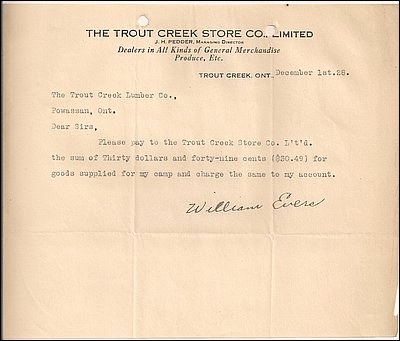 THE TROUT CREEK STORE CO., LIMITED
J. H. PEDDER, MANAGING DIRECTOR
Dealers in All Kinds of General Merchandise
Produce, Etc.
TROUT CREEK, ONT., December 1st.28.
The Trout Creek Lumber Co.,
Powassan, Ont.
Dear Sirs,
Please pay to the Trout Creek Store Co. L't'd.
the sum of Thirty dollars and forty-nine cents ($30.49) for
goods supplied for my camp and charge the same to my account.
William Evers